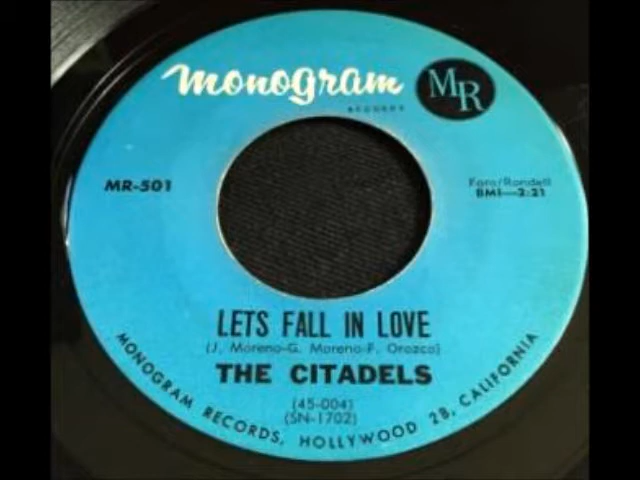 monogram
RECORDS
MR
MR-501
Faro/Rondell
BMI—2:21
LETS FALL IN LOVE
(J. Moreno-G. Moreno-F. Orozco)
THE CITADELS
(45-004)
(SN-1702)
MONOGRAM RECORDS, HOLLYWOOD 28, CALIFORNIA